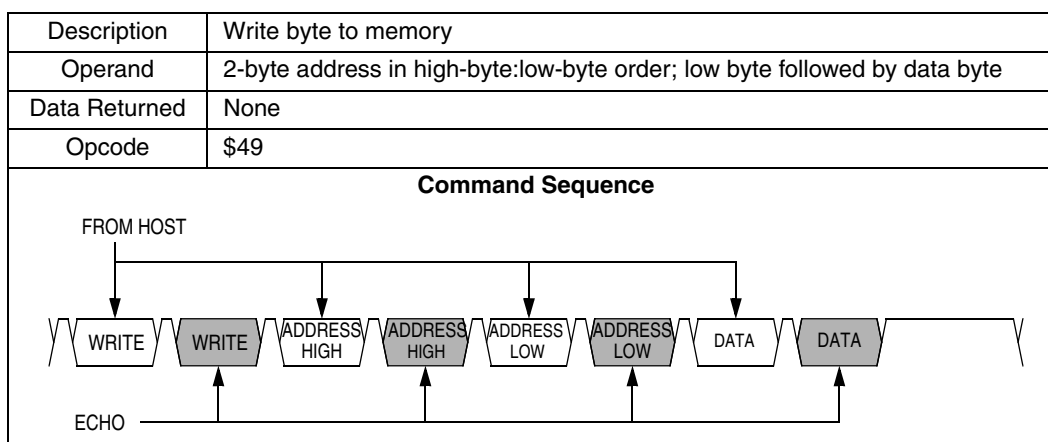 Description Write byte to memory
Operand 2-byte address in high-byte:low-byte order; low byte followed by data byte
Data Returned None
Opcode $49
Command Sequence
FROM HOST
WRITE WRITE ADDRESS HIGH ADDRESS HIGH ADDRESS LOW ADDRESS LOW DATA DATA
ECHO